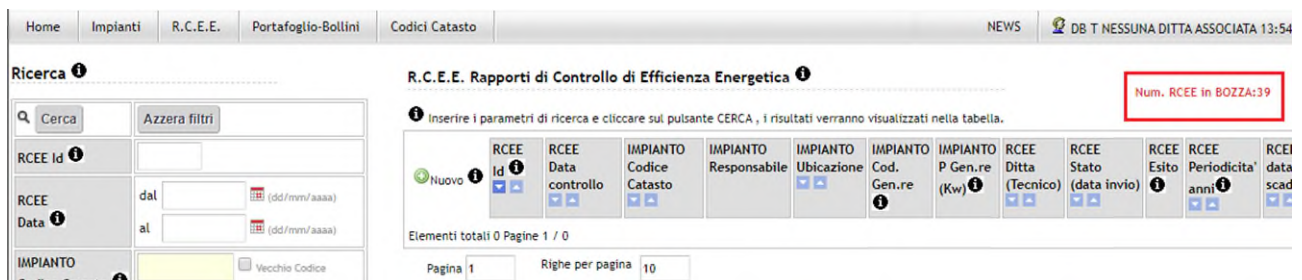 Home Impianti R.C.E.E. Portafoglio-Bollini Codici Catasto NEWS DB T NESSUNA DITTA ASSOCIATA 13:54
Ricerca
Cerca Azzera filtri
RCEE Id
RCEE
Data
dal (dd/mm/aaaa)
al (dd/mm/aaaa)
IMPIANTO
Vecchio Codice
R.C.E.E. Rapporti di Controllo di Efficienza Energetica
Num. RCEE in BOZZA:39
Inserire i parametri di ricerca e cliccare sul pulsante CERCA , i risultati verranno visualizzati nella tabella.
Nuovo
RCEE
Id
RCEE
Data
controllo
IMPIANTO
Codice
Catasto
IMPIANTO
Responsabile
IMPIANTO
Ubicazione
IMPIANTO
Cod.
Gen.re
IMPIANTO
P Gen.re
(Kw)
RCEE
Ditta
(Tecnico)
RCEE
Stato
(data invio)
RCEE
Esito
RCEE
Periodicita'
anni
RCEE
data
scad
Elementi totali 0 Pagine 1 / 0
Pagina 1 Righe per pagina 10